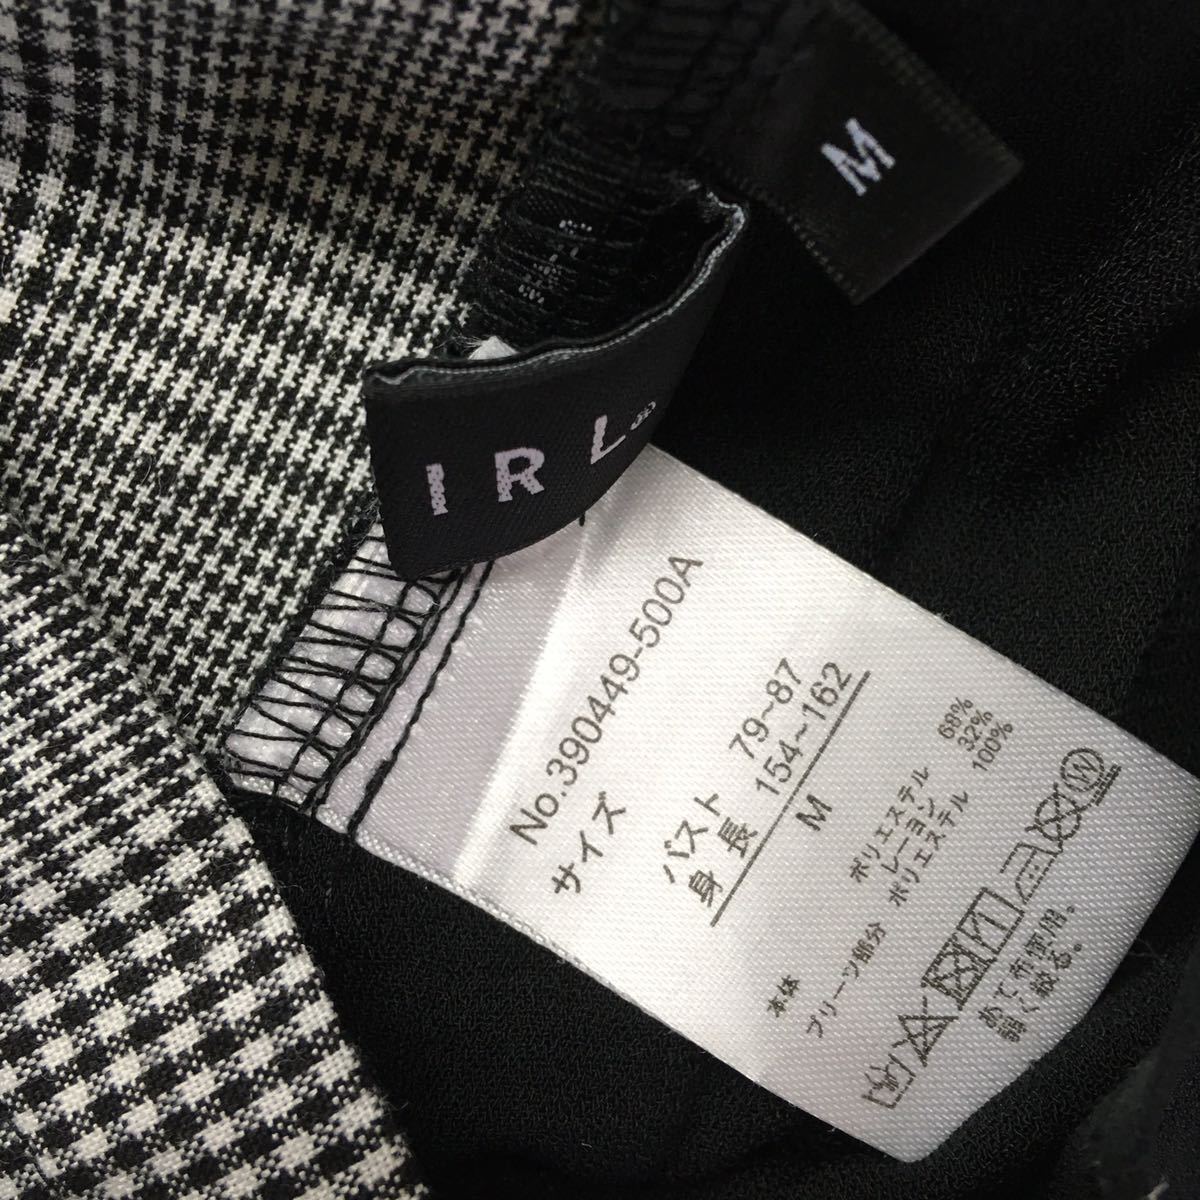 M
IRL
No.390449-500A
サイズ
バスト 79~87
身長 154~162
M
本体 ポリエステル 68%
レーヨン 32%
プリーツ部分 ポリエステル 100%
あて布使用。
弱く絞る。